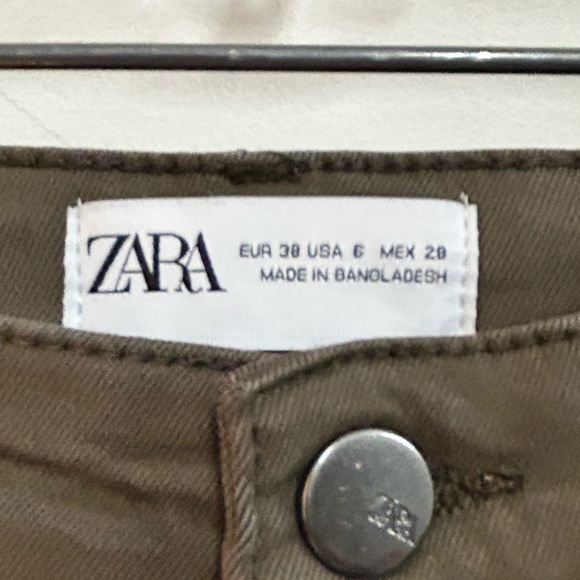 ZARA
EUR 38 USA 6 MEX 28
MADE IN BANGLADESH